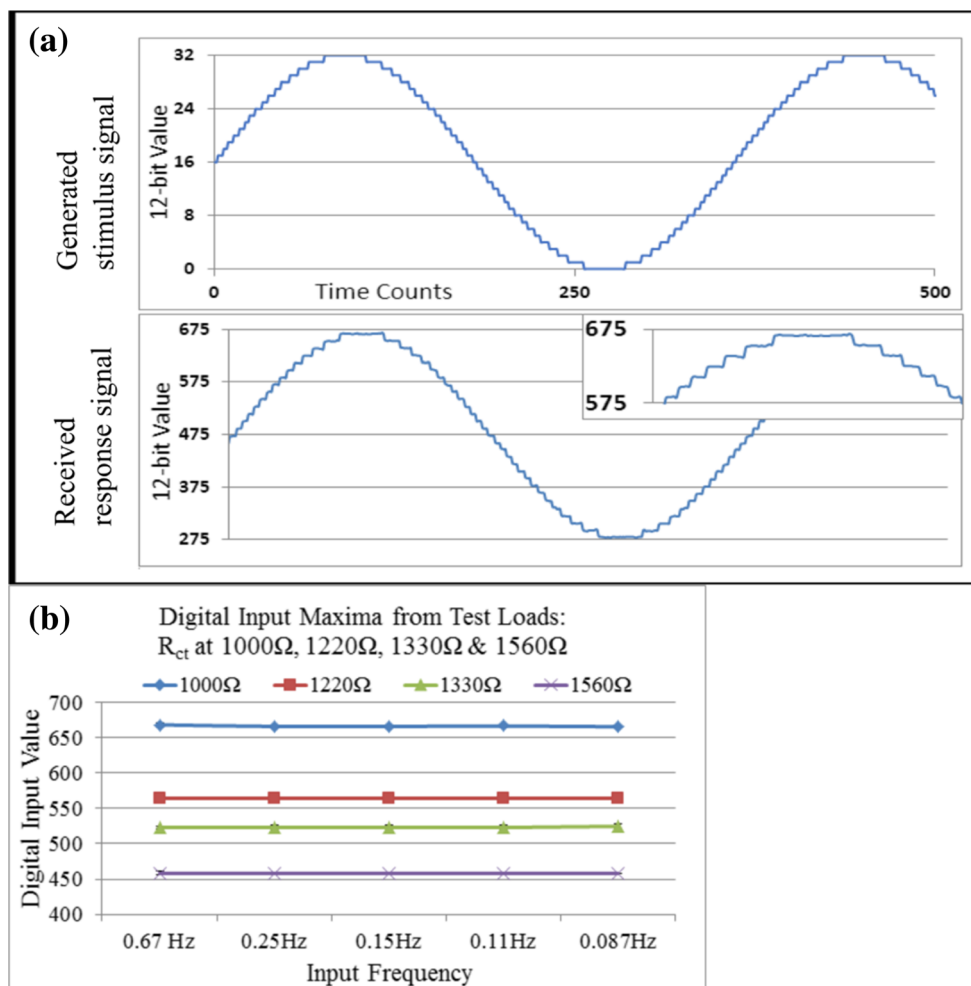 (a)
Generated
stimulus signal
12-bit Value
32
24
16
8
0
0
Time Counts
250
500
Received
response signal
12-bit Value
675
575
475
375
275
675
575
(b)
Digital Input Maxima from Test Loads:
Rct at 1000Ω, 1220Ω, 1330Ω & 1560Ω
1000Ω 1220Ω 1330Ω 1560Ω
Digital Input Value
700
650
600
550
500
450
400
0.67 Hz 0.25Hz 0.15Hz 0.11Hz 0.087Hz
Input Frequency